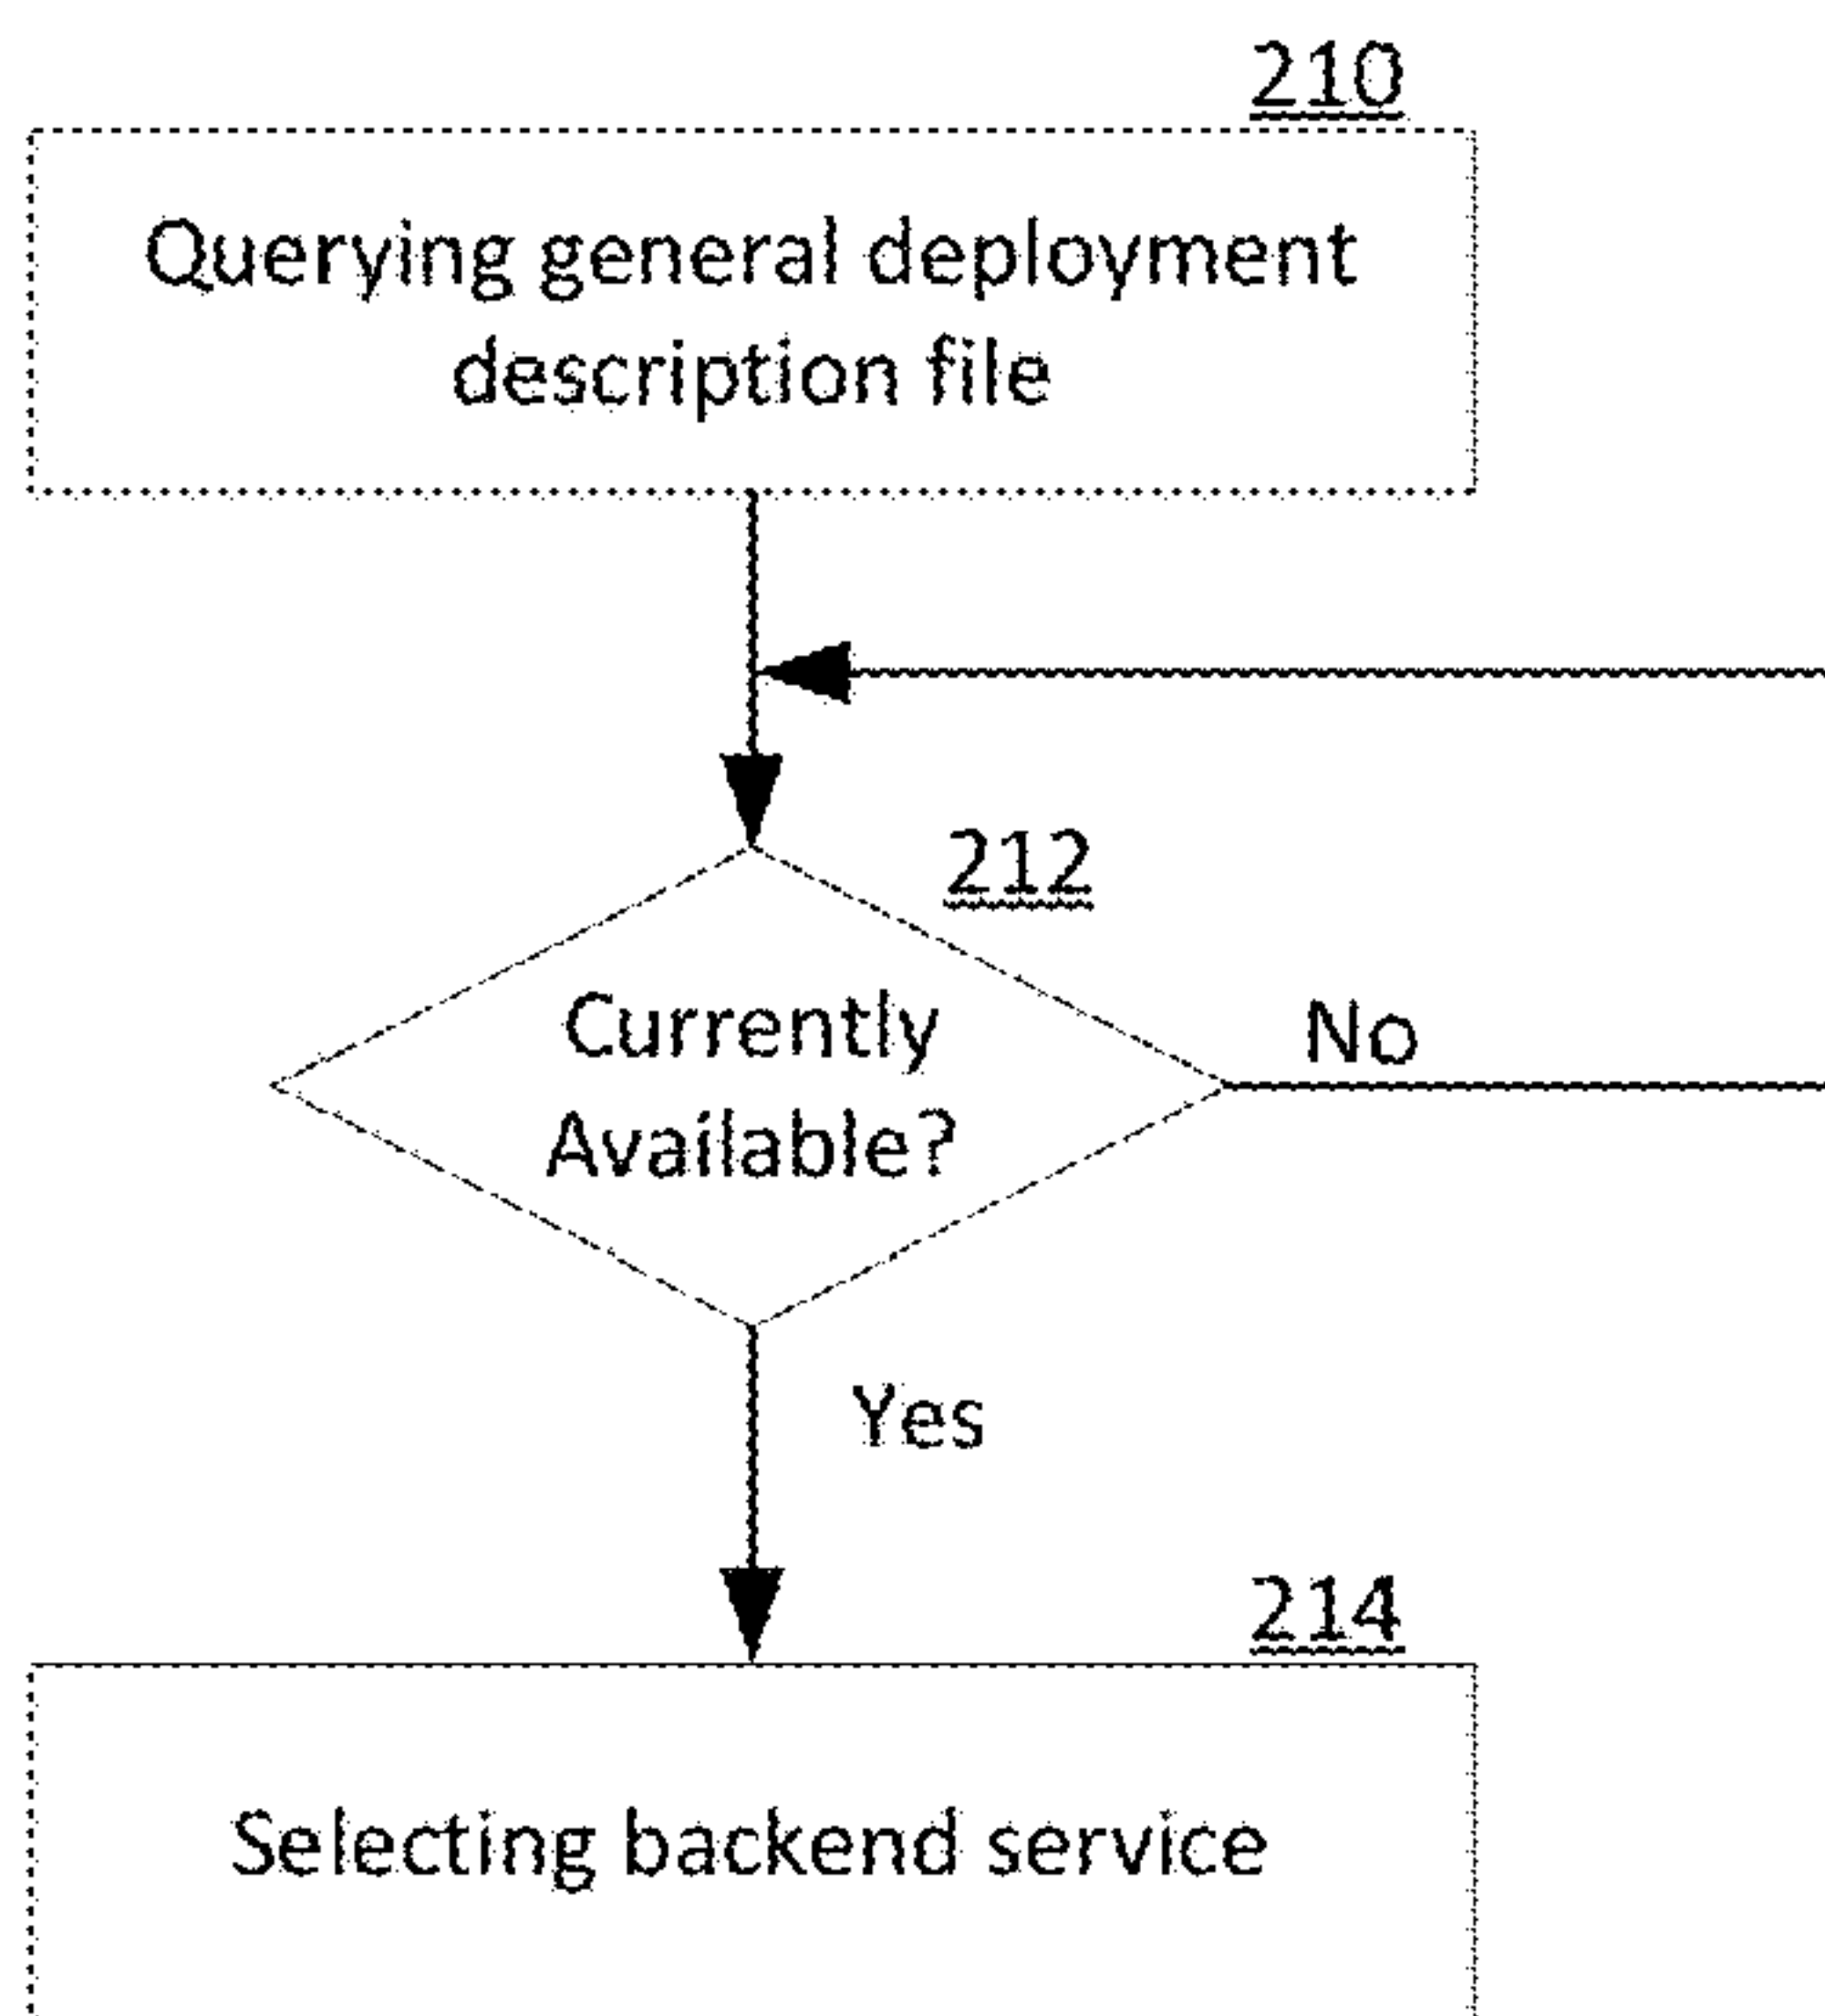 210
Querying general deployment
description file
212
Currently
Available?
No
Yes
214
Selecting backend service